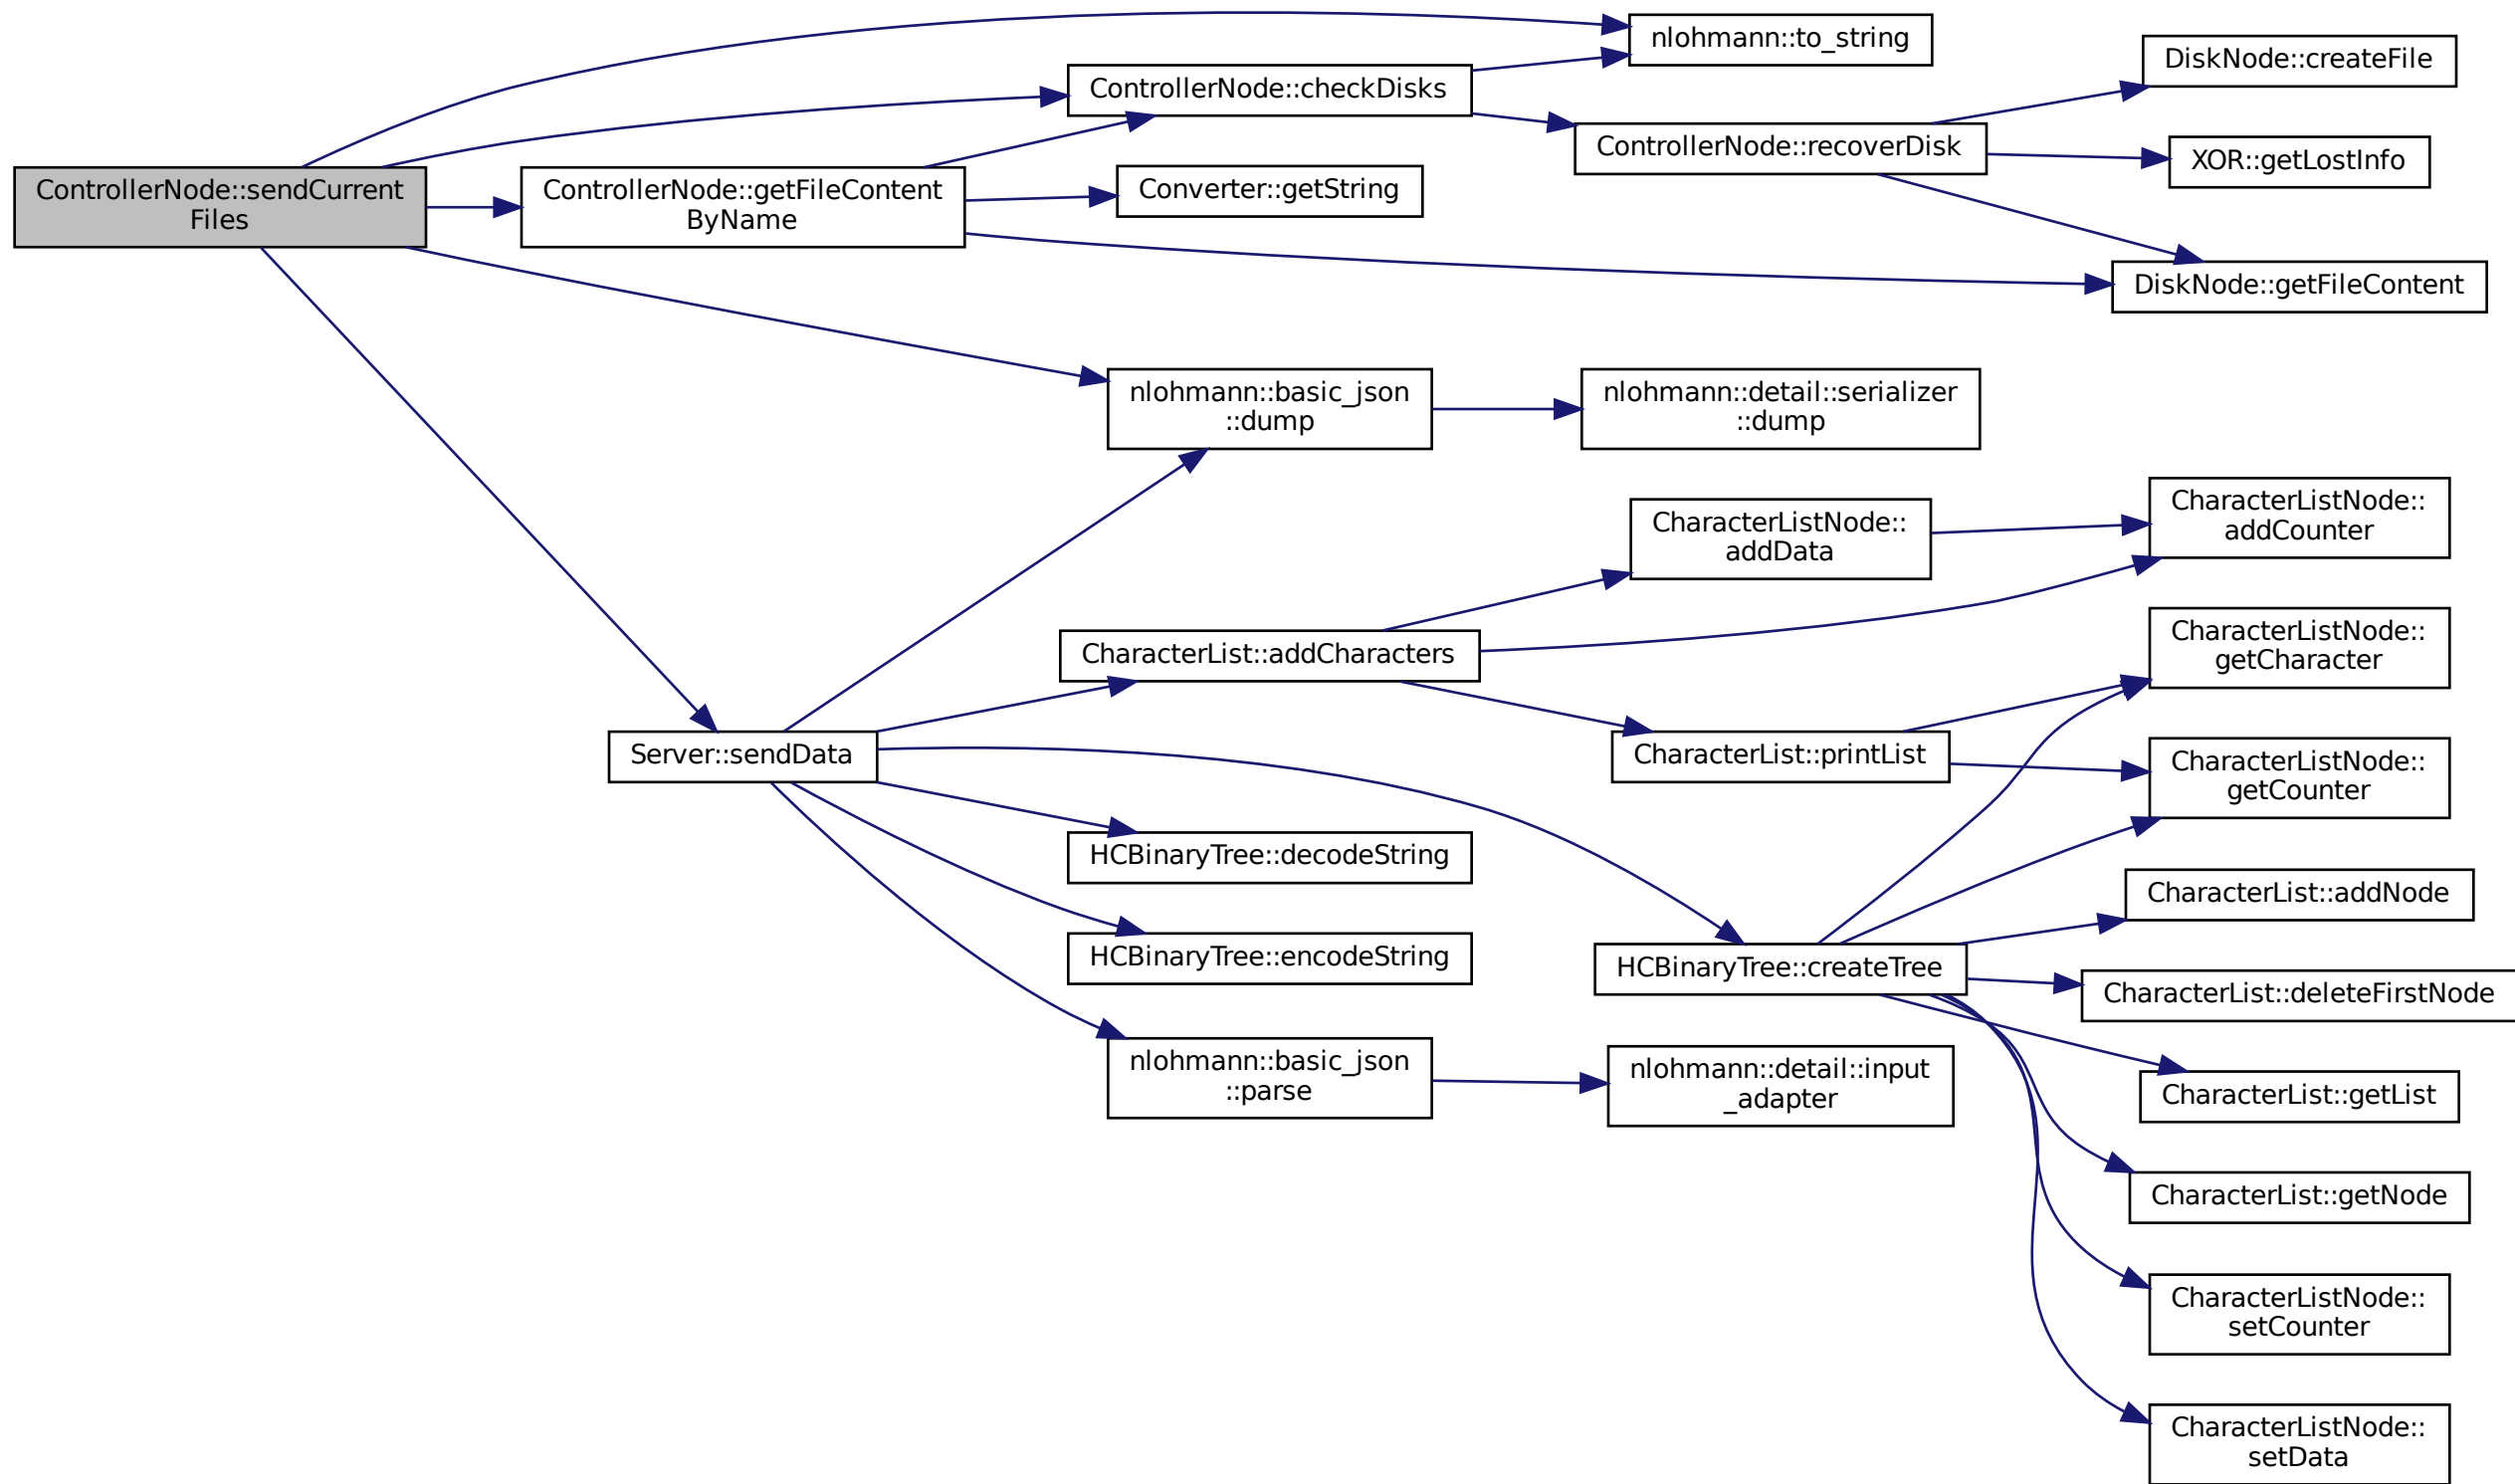 ControllerNode::sendCurrent
Files
nlohmann::to_string
ControllerNode::checkDisks
ControllerNode::recoverDisk
DiskNode::createFile
XOR::getLostInfo
ControllerNode::getFileContent
ByName
Converter::getString
DiskNode::getFileContent
nlohmann::basic_json
::dump
nlohmann::detail::serializer
::dump
Server::sendData
CharacterList::addCharacters
CharacterListNode::
addData
CharacterListNode::
addCounter
CharacterList::printList
CharacterListNode::
getCharacter
CharacterListNode::
getCounter
HCBinaryTree::decodeString
HCBinaryTree::encodeString
HCBinaryTree::createTree
CharacterList::addNode
CharacterList::deleteFirstNode
CharacterList::getList
CharacterList::getNode
CharacterListNode::
setCounter
CharacterListNode::
setData
nlohmann::basic_json
::parse
nlohmann::detail::input
_adapter